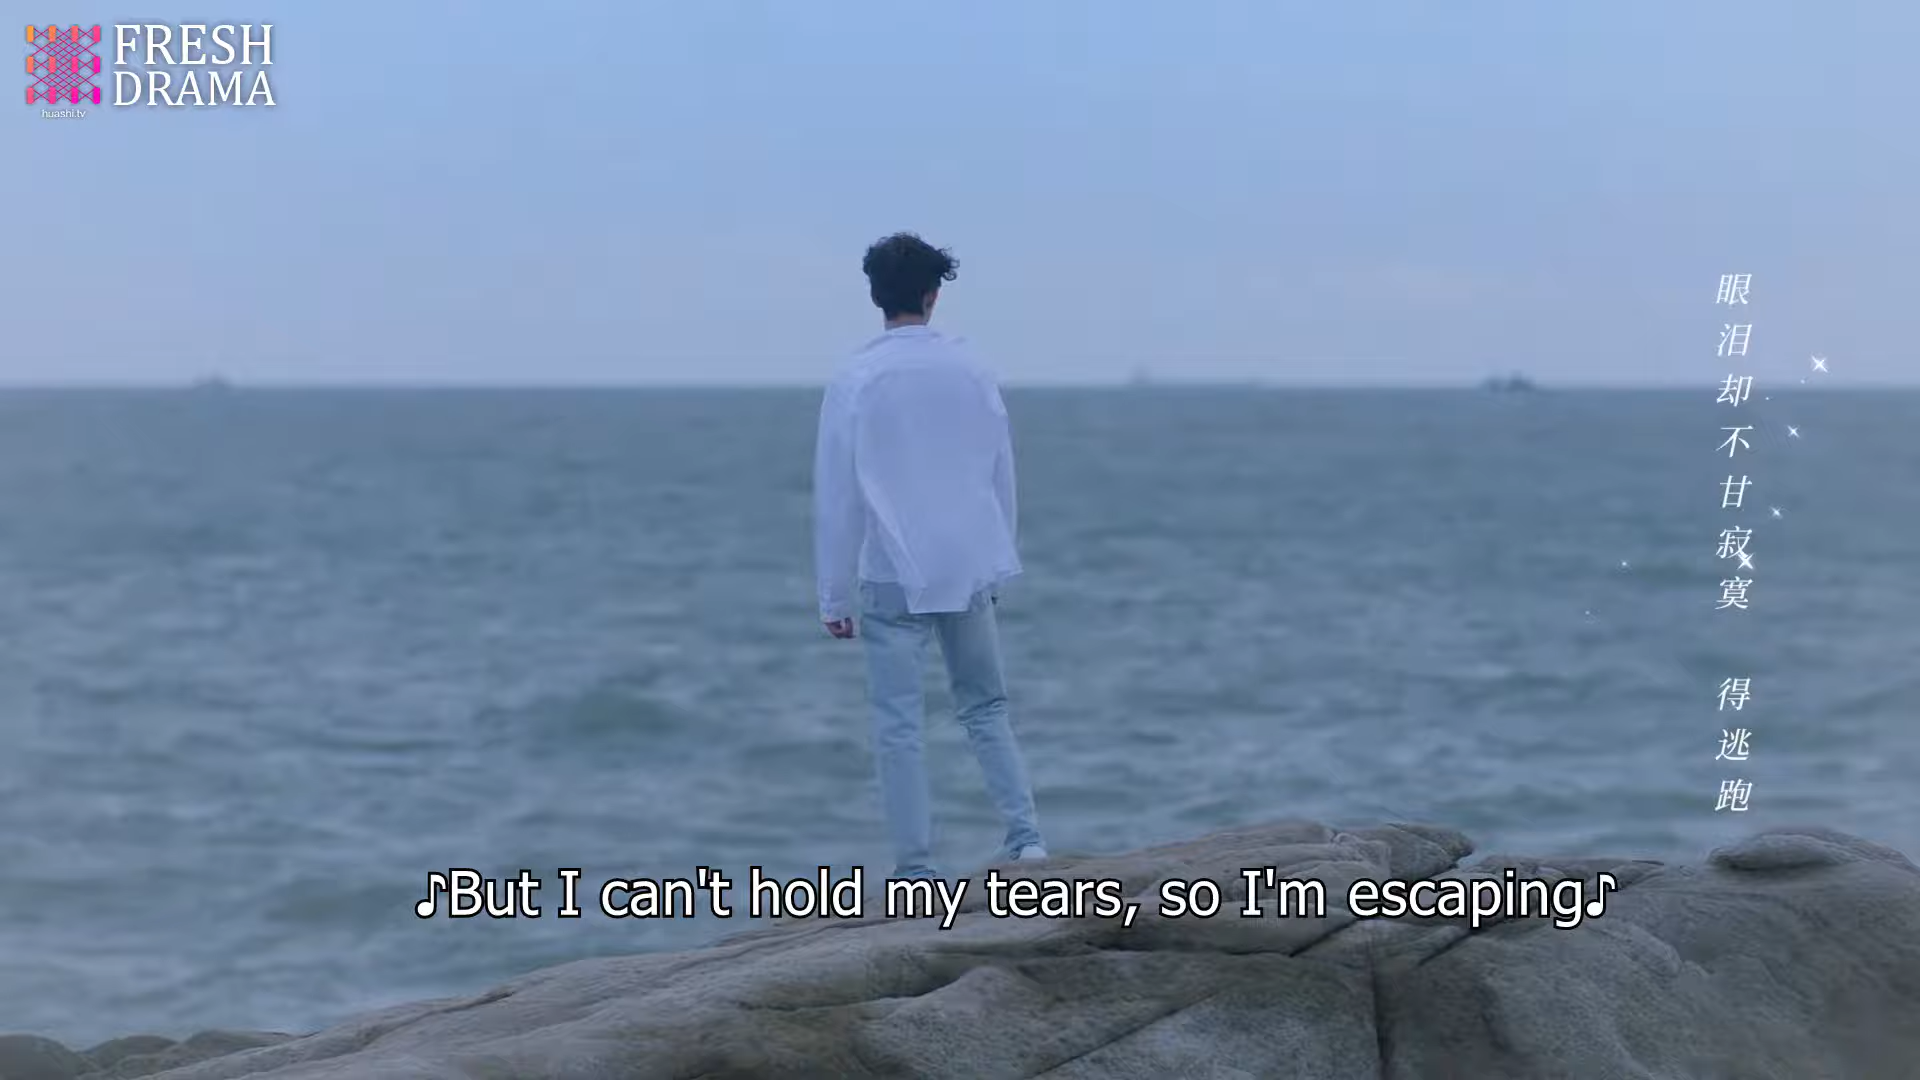 FRESH
DRAMA
huashi.tv
眼泪却不甘寂寞 得逃跑
♪But I can't hold my tears, so I'm escaping♪